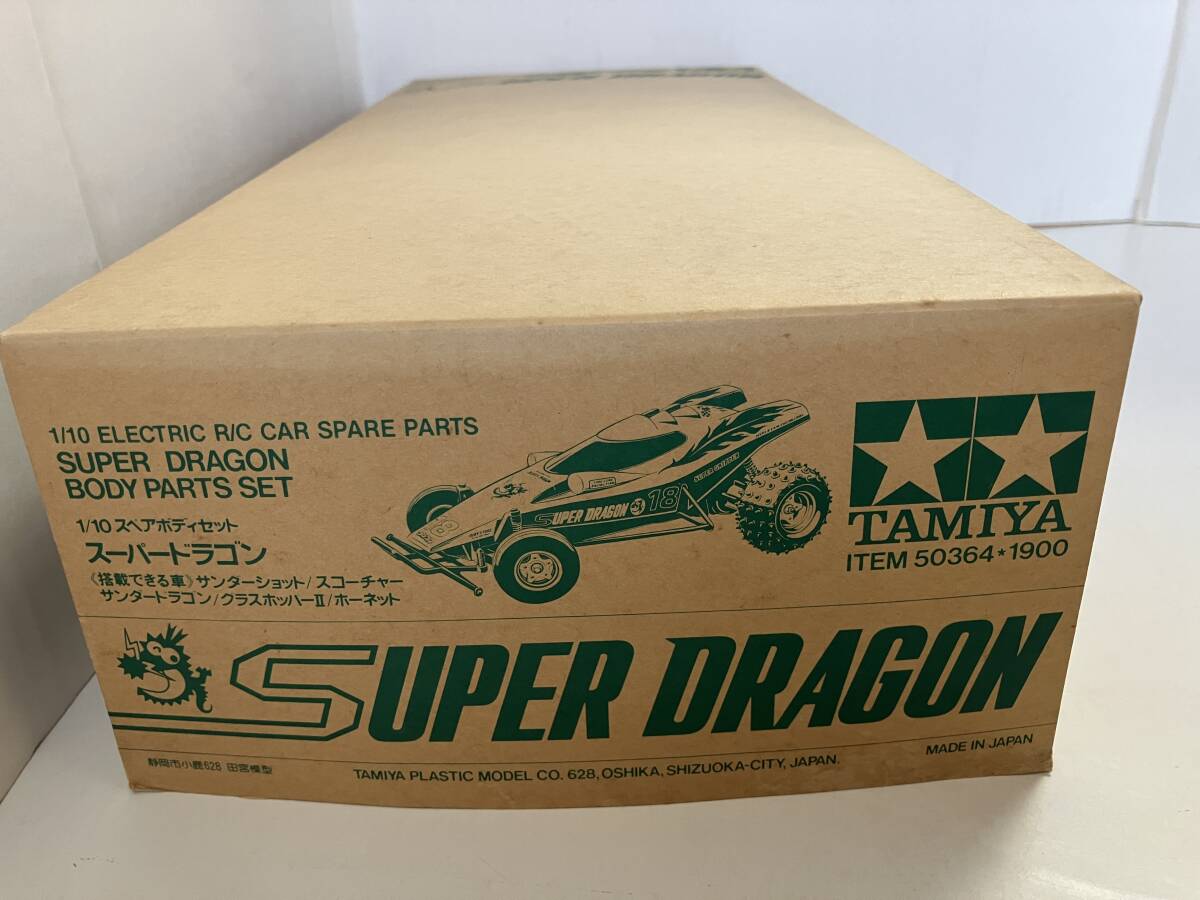 1/10 ELECTRIC R/C CAR SPARE PARTS
SUPER DRAGON
BODY PARTS SET
1/10 スペアボディセット
スーパードラゴン
《搭載できる車》サンダーショット/スコーチャー
サンダードラゴン/グラスホッパーII/ホーネット
SUPER GRIPPER
SUPER DRAGON 18
TAMIYA
ITEM 50364*1900
SUPER DRAGON
静岡市小鹿628 田宮模型
TAMIYA PLASTIC MODEL CO. 628, OSHIKA, SHIZUOKA-CITY, JAPAN.
MADE IN JAPAN